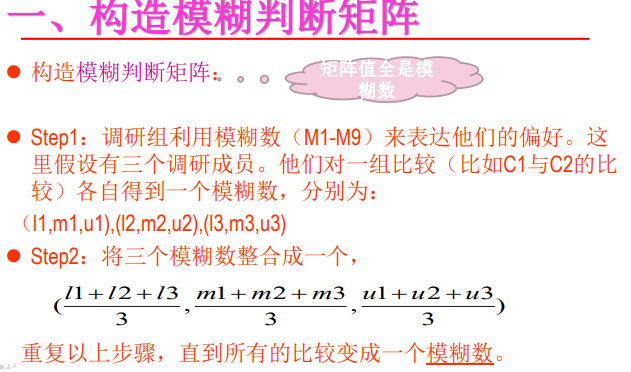 一、构造模糊判断矩阵
● 构造模糊判断矩阵:
矩阵值全是模
糊数
● Step1：调研组利用模糊数（M1-M9）来表达他们的偏好。这
里假设有三个调研成员。他们对一组比较（比如C1与C2的比
较）各自得到一个模糊数，分别为：
（l1,m1,u1),(l2,m2,u2),(l3,m3,u3)
● Step2：将三个模糊数整合成一个，
(\frac{l1+l2+l3}{3},\frac{m1+m2+m3}{3},\frac{u1+u2+u3}{3})
重复以上步骤，直到所有的比较变成一个模糊数。